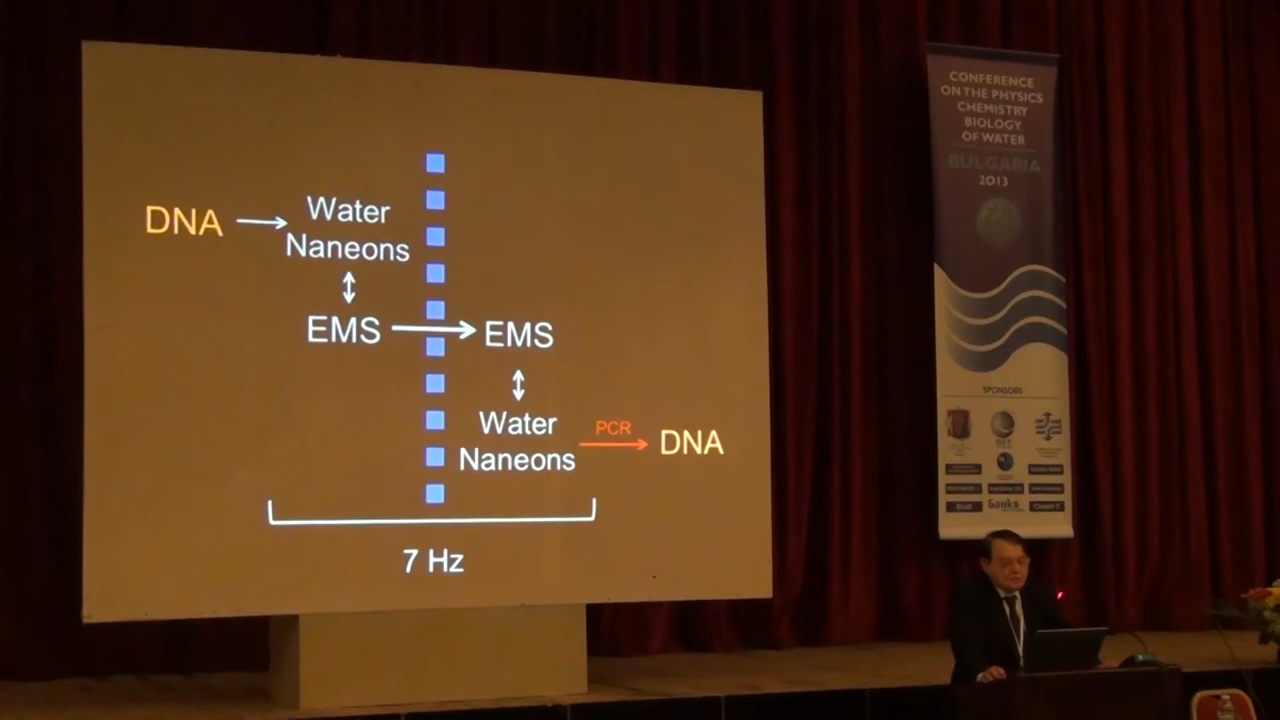 DNA
Water
Naneons
EMS
EMS
Water
Naneons
PCR
DNA
7 Hz
CONFERENCE
ON THE PHYSICS
CHEMISTRY
BIOLOGY
OF WATER
BULGARIA
2013
SPONSORS